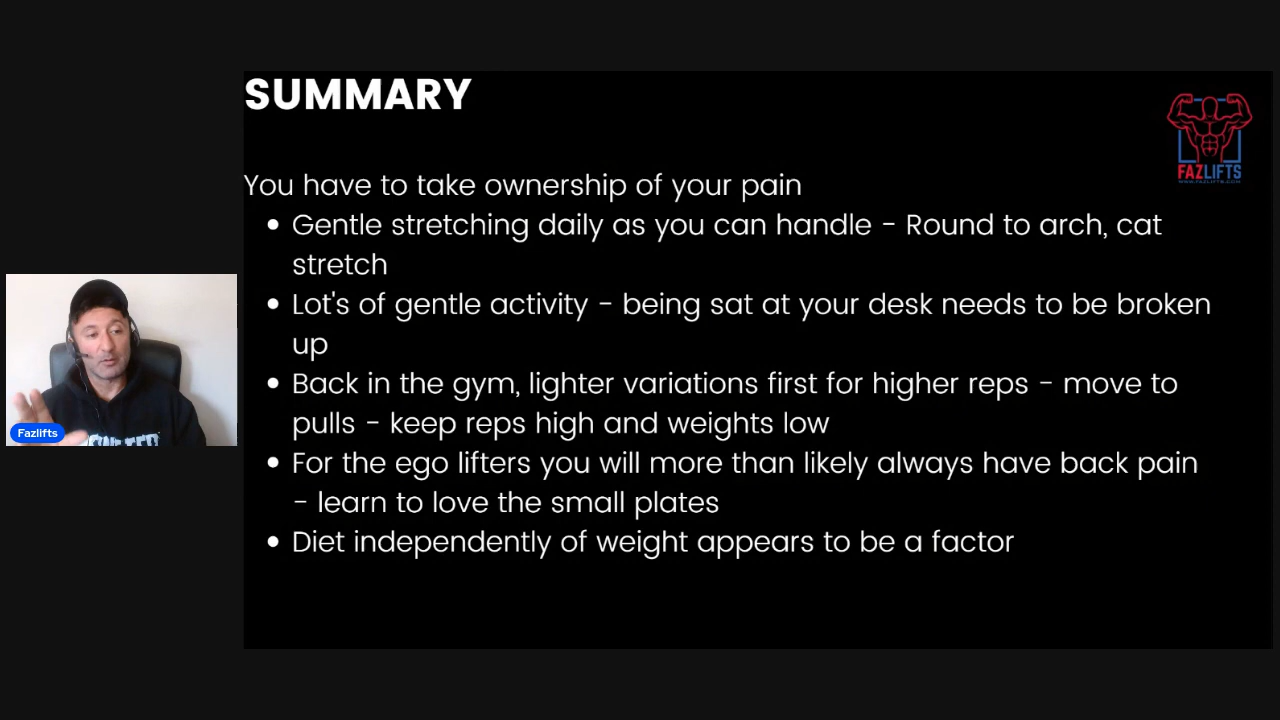 SUMMARY
FAZLIFTS
You have to take ownership of your pain
• Gentle stretching daily as you can handle - Round to arch, cat
stretch
• Lot's of gentle activity - being sat at your desk needs to be broken
up
• Back in the gym, lighter variations first for higher reps - move to
pulls - keep reps high and weights low
• For the ego lifters you will more than likely always have back pain
- learn to love the small plates
• Diet independently of weight appears to be a factor
Fazlifts